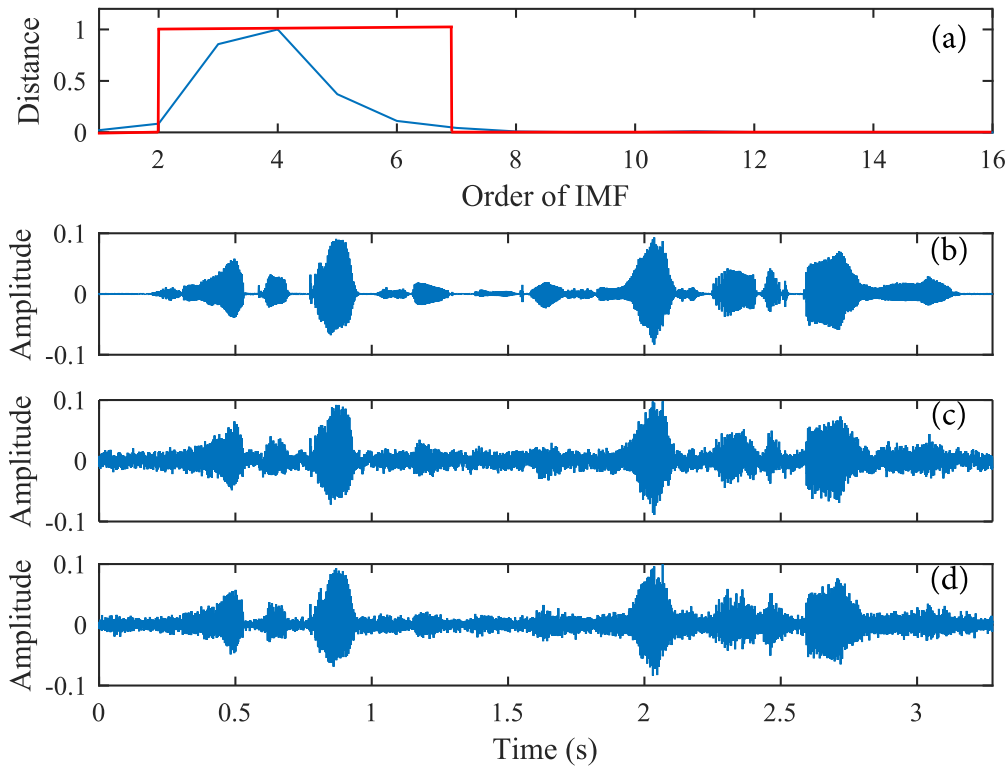 (a)
Distance
1
0.5
0
2 4 6 8 10 12 14 16
Order of IMF
(b)
Amplitude
0.1
0
-0.1
(c)
Amplitude
0.1
0
-0.1
(d)
Amplitude
0.1
0
-0.1
0 0.5 1 1.5 2 2.5 3
Time (s)